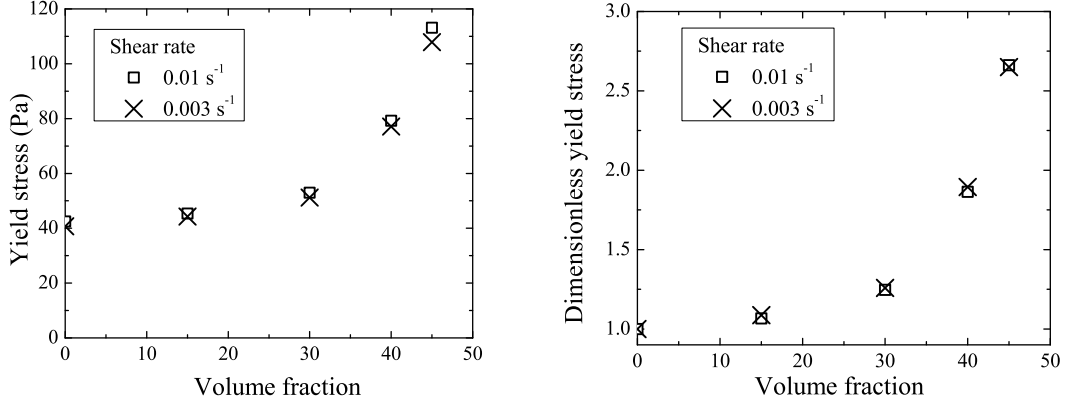 120
100
80
60
40
20
0
Yield stress (Pa)
Shear rate
0.01 s⁻¹
0.003 s⁻¹
0 10 20 30 40 50
Volume fraction
3.0
2.5
2.0
1.5
1.0
Dimensionless yield stress
Shear rate
0.01 s⁻¹
0.003 s⁻¹
0 10 20 30 40 50
Volume fraction